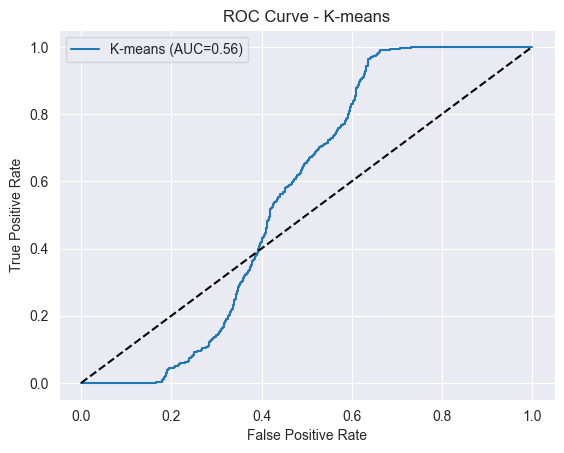 ROC Curve - K-means
K-means (AUC=0.56)
True Positive Rate
1.0
0.8
0.6
0.4
0.2
0.0
0.0 0.2 0.4 0.6 0.8 1.0
False Positive Rate